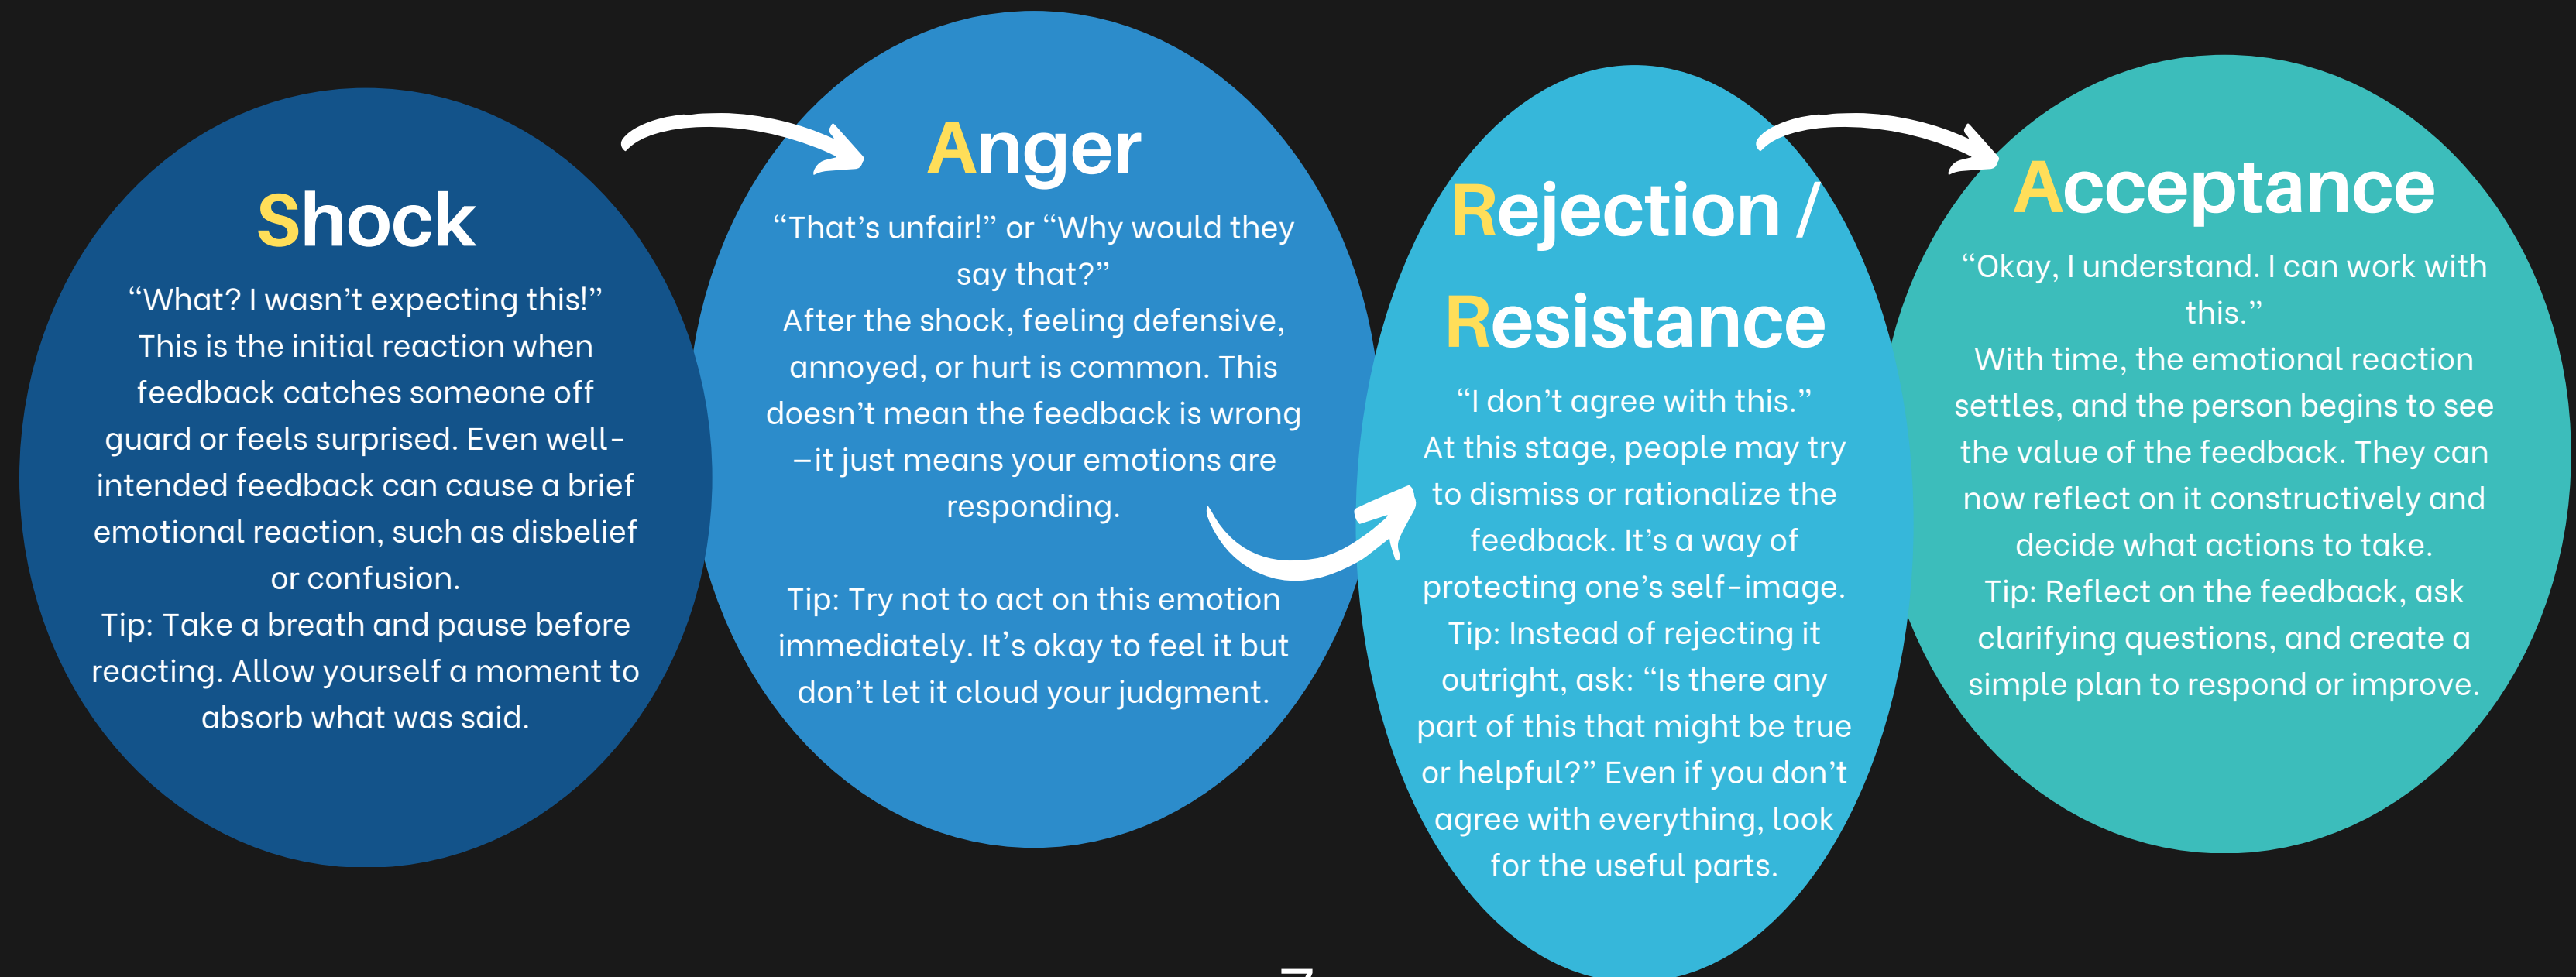 Shock
“What? I wasn’t expecting this!”
This is the initial reaction when
feedback catches someone off
guard or feels surprised. Even well-
intended feedback can cause a brief
emotional reaction, such as disbelief
or confusion.
Tip: Take a breath and pause before
reacting. Allow yourself a moment to
absorb what was said.
Anger
“That’s unfair!” or “Why would they
say that?”
After the shock, feeling defensive,
annoyed, or hurt is common. This
doesn’t mean the feedback is wrong
—it just means your emotions are
responding.
Tip: Try not to act on this emotion
immediately. It’s okay to feel it but
don’t let it cloud your judgment.
Rejection /
Resistance
“I don’t agree with this.”
At this stage, people may try
to dismiss or rationalize the
feedback. It’s a way of
protecting one’s self-image.
Tip: Instead of rejecting it
outright, ask: “Is there any
part of this that might be true
or helpful?” Even if you don’t
agree with everything, look
for the useful parts.
Acceptance
“Okay, I understand. I can work with
this.”
With time, the emotional reaction
settles, and the person begins to see
the value of the feedback. They can
now reflect on it constructively and
decide what actions to take.
Tip: Reflect on the feedback, ask
clarifying questions, and create a
simple plan to respond or improve.